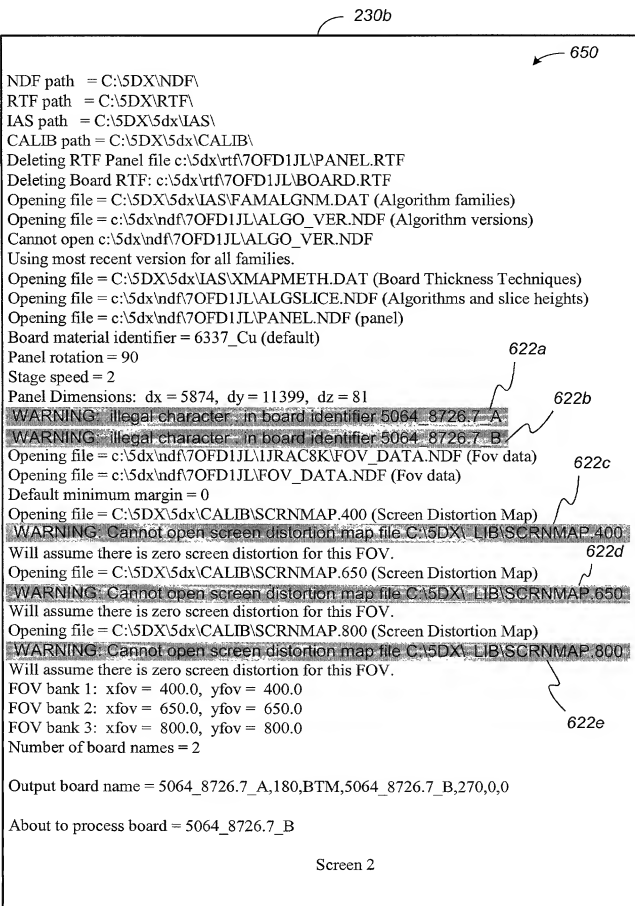 230b
650
NDF path = C:\5DX\NDF\
RTF path = C:\5DX\RTF\
IAS path = C:\5DX\5dx\IAS\
CALIB path = C:\5DX\5dx\CALIB\
Deleting RTF Panel file c:\5dx\rtf\7OFD1JL\PANEL.RTF
Deleting Board RTF: c:\5dx\rtf\7OFD1JL\BOARD.RTF
Opening file = C:\5DX\5dx\IAS\FAMALGNM.DAT (Algorithm families)
Opening file = c:\5dx\ndf\7OFD1JL\ALGO_VER.NDF (Algorithm versions)
Cannot open c:\5dx\ndf\7OFD1JL\ALGO_VER.NDF
Using most recent version for all families.
Opening file = C:\5DX\5dx\IAS\XMAPMETH.DAT (Board Thickness Techniques)
Opening file = c:\5dx\ndf\7OFD1JL\ALGSLICE.NDF (Algorithms and slice heights)
Opening file = c:\5dx\ndf\7OFD1JL\PANEL.NDF (panel)
Board material identifier = 6337_Cu (default)
Panel rotation = 90
622a
Stage speed = 2
Panel Dimensions: dx = 5874, dy = 11399, dz = 81
622b
WARNING: illegal character . in board identifier 5064_8726.7_A
WARNING: illegal character . in board identifier 5064_8726.7_B
Opening file = c:\5dx\ndf\7OFD1JL\1JRAC8K\FOV_DATA.NDF (Fov data)
622c
Opening file = c:\5dx\ndf\7OFD1JL\FOV_DATA.NDF (Fov data)
Default minimum margin = 0
Opening file = C:\5DX\5dx\CALIB\SCRNMAP.400 (Screen Distortion Map)
WARNING: Cannot open screen distortion map file C:\5DX\ LIB\SCRNMAP.400
Will assume there is zero screen distortion for this FOV.
622d
Opening file = C:\5DX\5dx\CALIB\SCRNMAP.650 (Screen Distortion Map)
WARNING: Cannot open screen distortion map file C:\5DX\ LIB\SCRNMAP.650
Will assume there is zero screen distortion for this FOV.
Opening file = C:\5DX\5dx\CALIB\SCRNMAP.800 (Screen Distortion Map)
WARNING: Cannot open screen distortion map file C:\5DX\ LIB\SCRNMAP.800
Will assume there is zero screen distortion for this FOV.
FOV bank 1: xfov = 400.0, yfov = 400.0
FOV bank 2: xfov = 650.0, yfov = 650.0
FOV bank 3: xfov = 800.0, yfov = 800.0
622e
Number of board names = 2
Output board name = 5064_8726.7_A,180,BTM,5064_8726.7_B,270,0,0
About to process board = 5064_8726.7_B
Screen 2